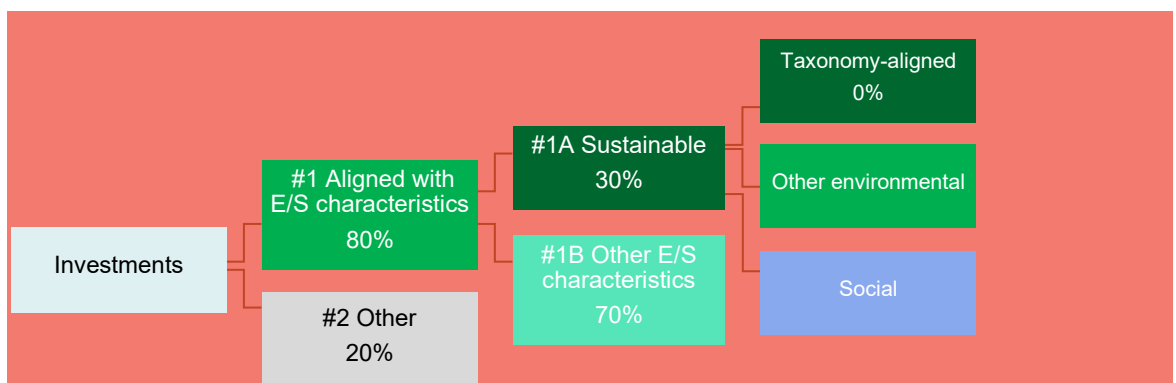 Investments
#1 Aligned with
E/S characteristics
80%
#2 Other
20%
#1A Sustainable
30%
#1B Other E/S
characteristics
70%
Taxonomy-aligned
0%
Other environmental
Social